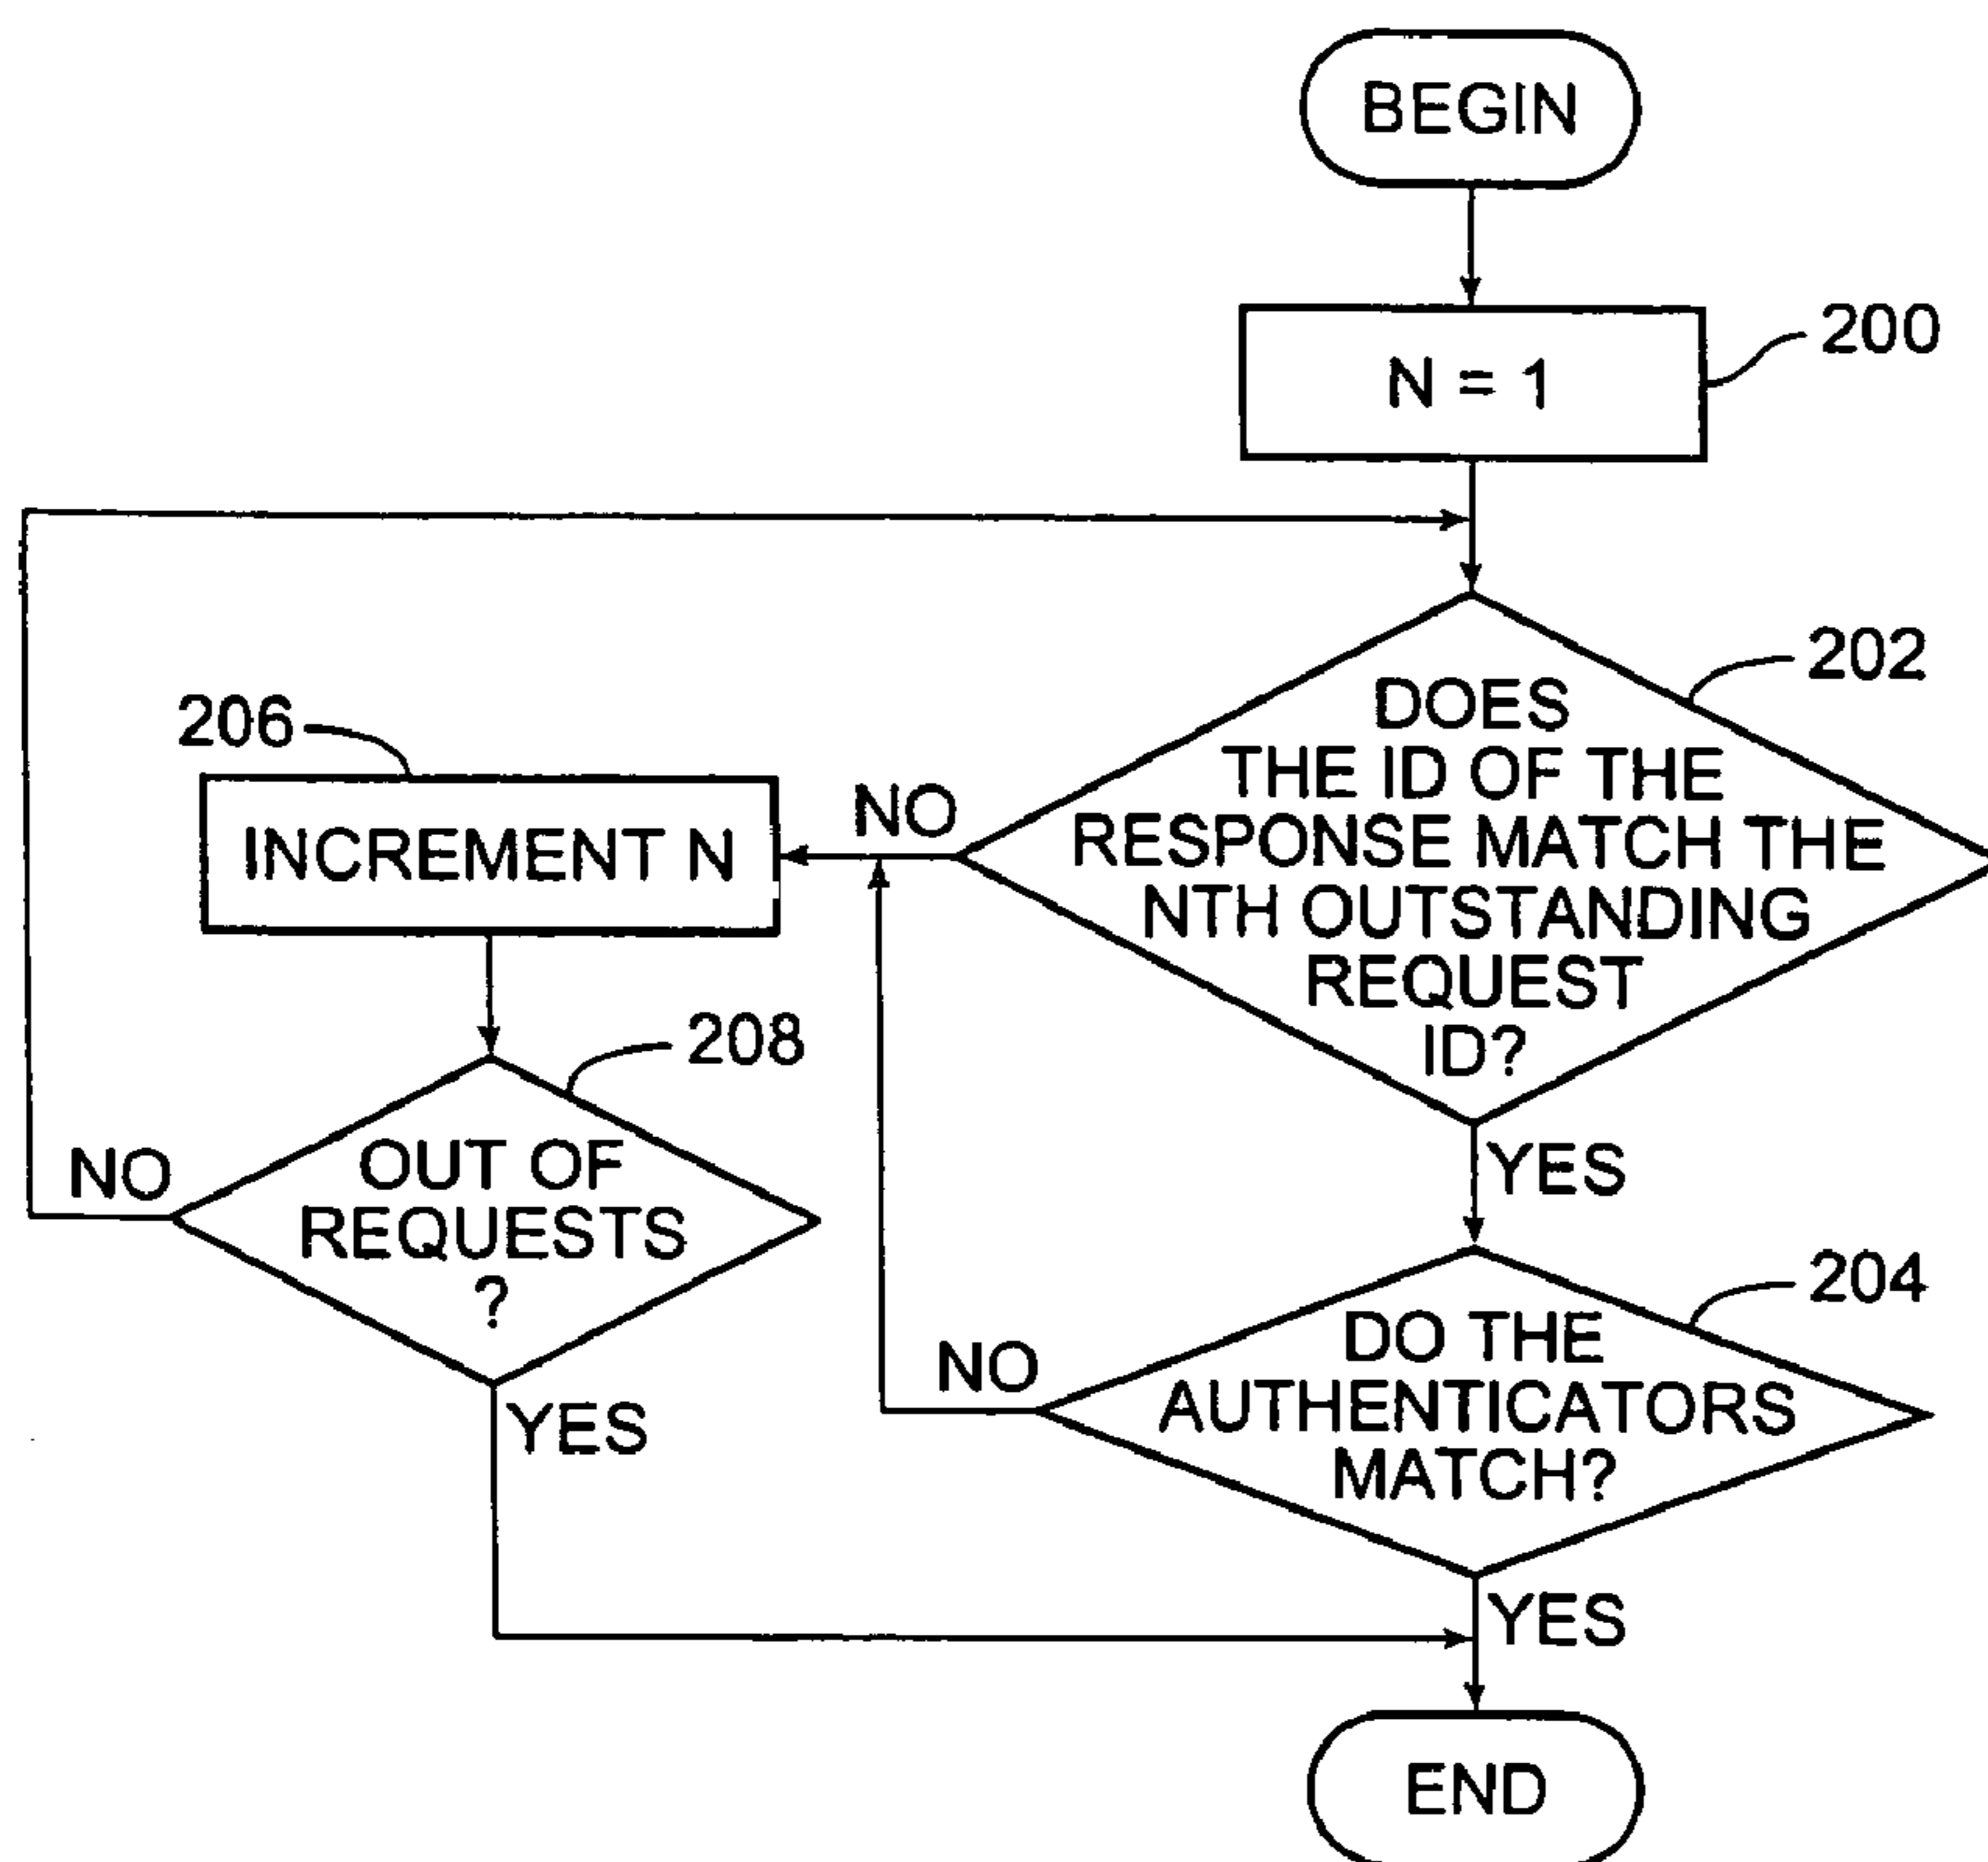 BEGIN
N = 1
200
DOES
THE ID OF THE
RESPONSE MATCH THE
NTH OUTSTANDING
REQUEST
ID?
202
NO
206
INCREMENT N
208
OUT OF
REQUESTS
?
NO
YES
YES
204
DO THE
AUTHENTICATORS
MATCH?
NO
YES
END